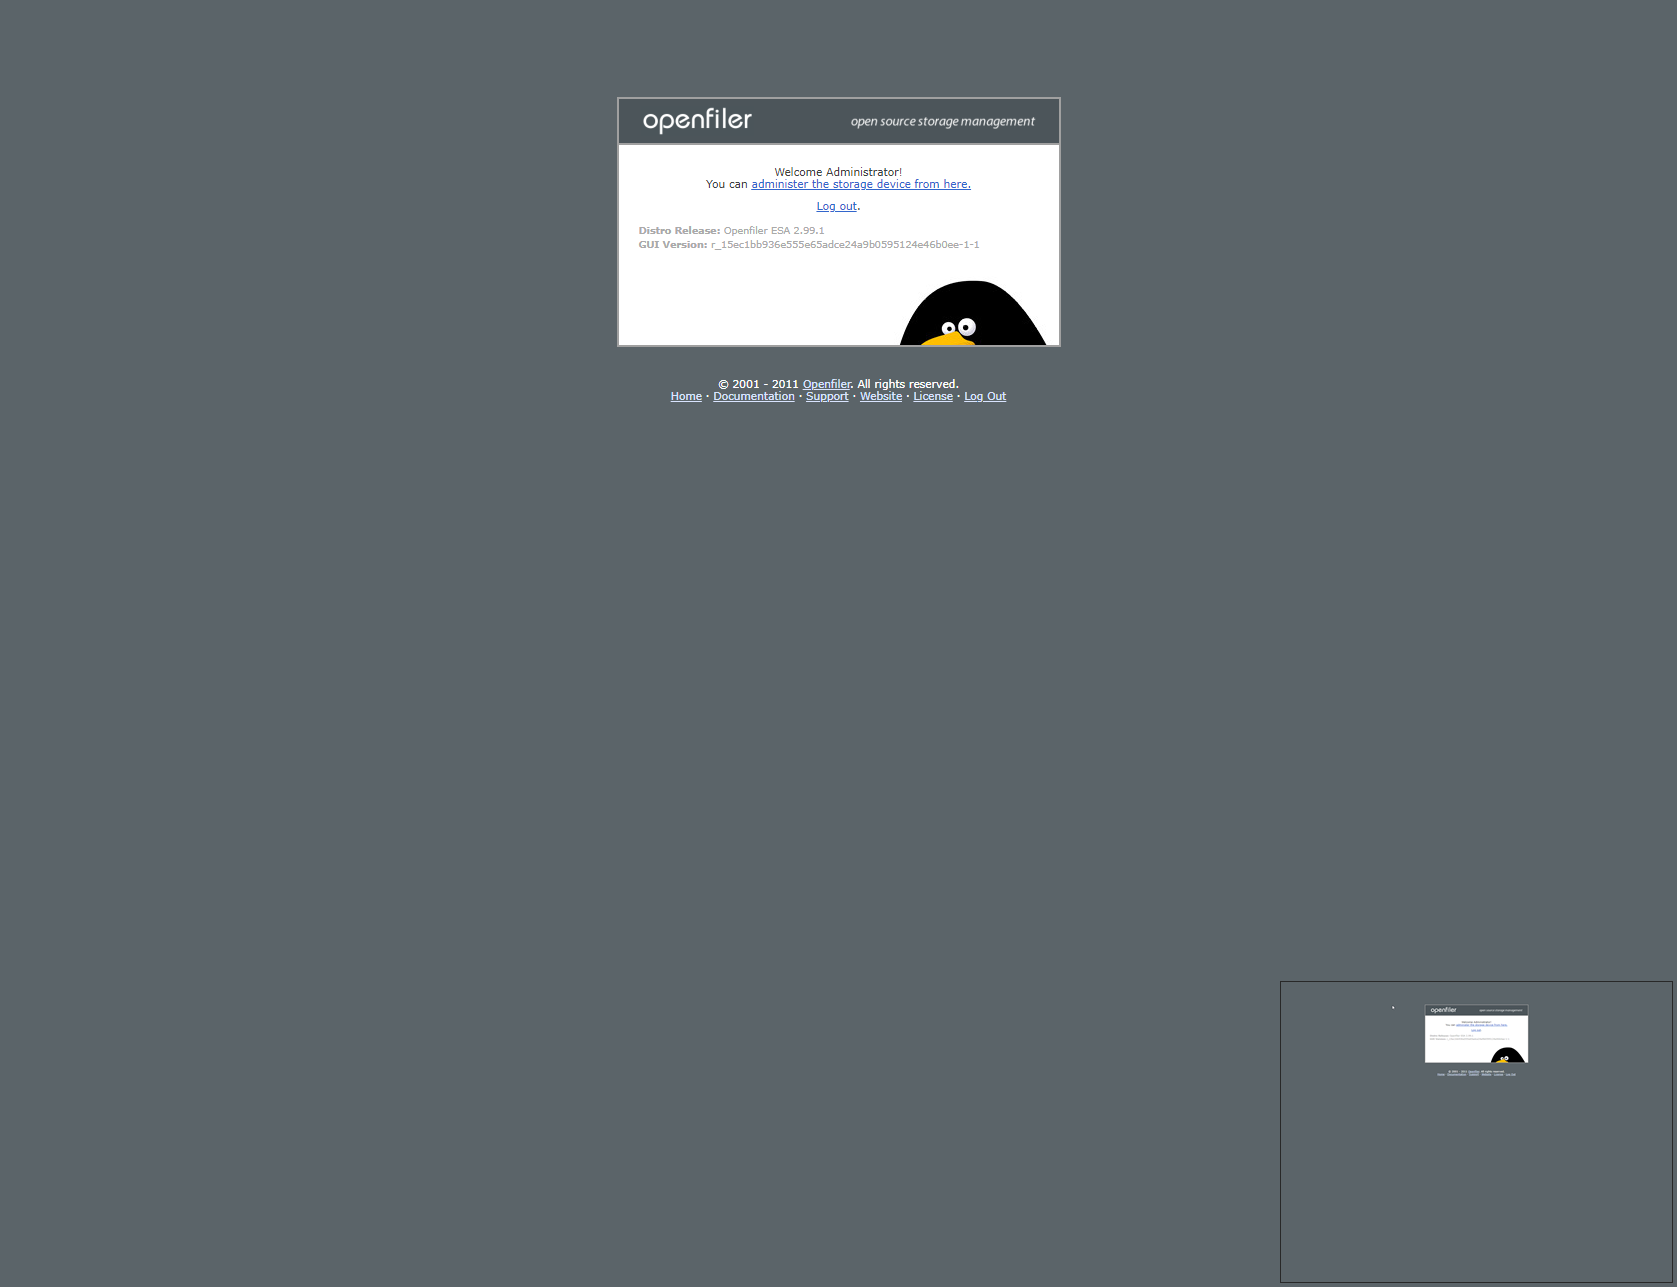 openfiler
open source storage management
Welcome Administrator!
You can administer the storage device from here.
Log out.
Distro Release: Openfiler ESA 2.99.1
GUI Version: r_15ec1bb936e555e65adce24a9b0595124e46b0ee-1-1
© 2001 - 2011 Openfiler. All rights reserved.
Home · Documentation · Support · Website · License · Log Out
openfiler